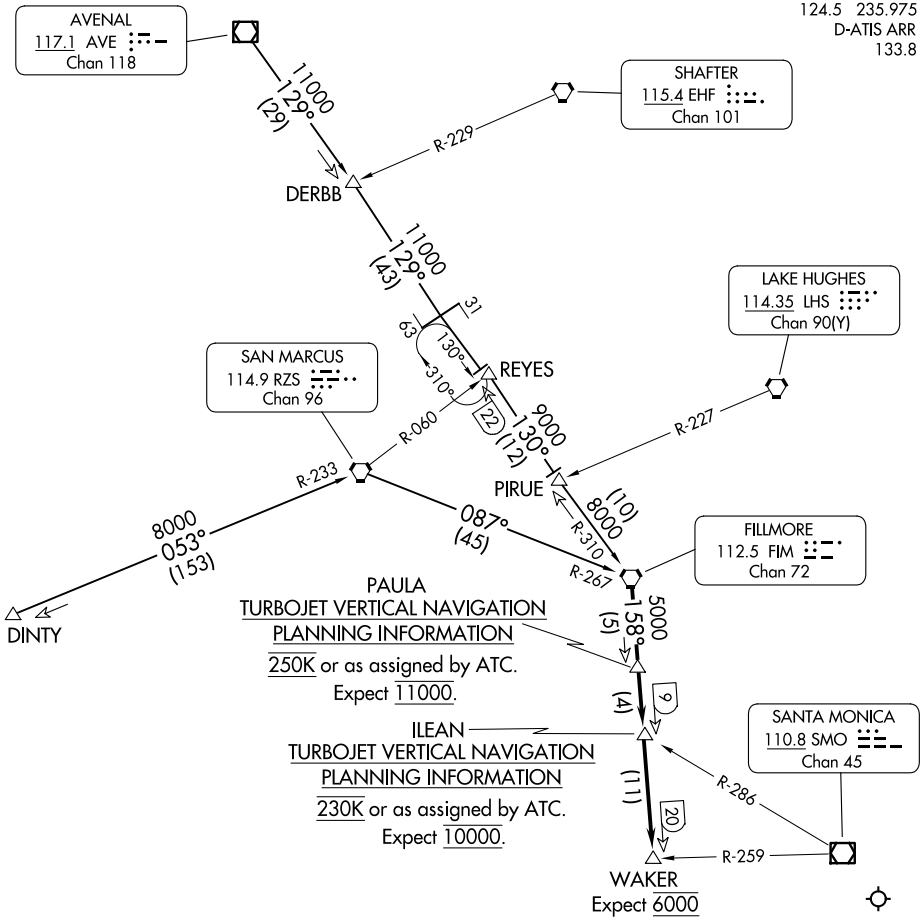 124.5 235.975
D-ATIS ARR
133.8
AVENAL
117.1 AVE
Chan 118
SHAFTER
115.4 EHF
Chan 101
11000
129°
(29)
R-229
DERBB
11000
129°
(43)
LAKE HUGHES
114.35 LHS
Chan 90(Y)
31
63
130°
310°
REYES
SAN MARCUS
114.9 RZS
Chan 96
22
R-060
9000
130°
(12)
R-227
R-233
PIRUE
(10)
8000
R-310
087°
(45)
R-267
8000
053°
(153)
DINTY
FILLMORE
112.5 FIM
Chan 72
5000
158°
(5)
PAULA
TURBOJET VERTICAL NAVIGATION
PLANNING INFORMATION
250K or as assigned by ATC.
Expect 11000.
(4)
9
ILEAN
TURBOJET VERTICAL NAVIGATION
PLANNING INFORMATION
230K or as assigned by ATC.
Expect 10000.
SANTA MONICA
110.8 SMO
Chan 45
(11)
R-286
20
R-259
WAKER
Expect 6000